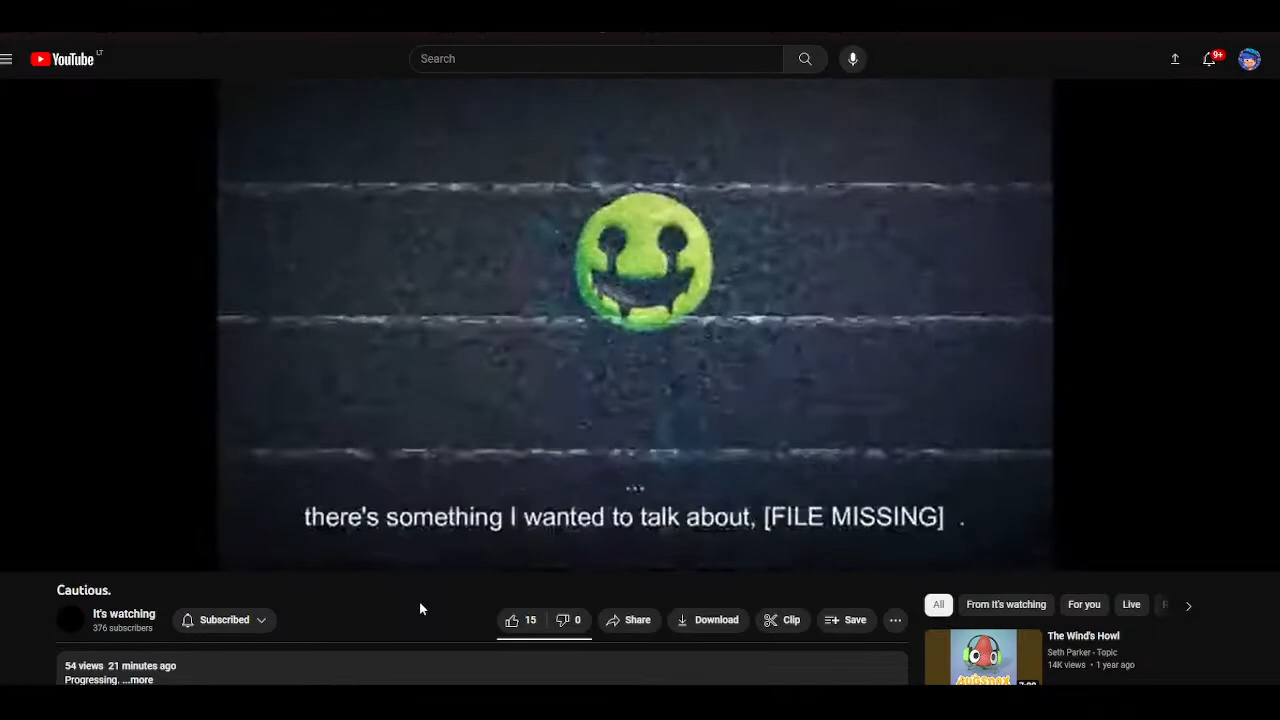 YouTube LT
Search
9+
...
there's something I wanted to talk about, [FILE MISSING] .
Cautious.
It's watching
376 subscribers
Subscribed
15
0
Share
Download
Clip
Save
54 views 21 minutes ago
Progressing. ...more
All
From It's watching
For you
Live
The Wind's Howl
Seth Parker - Topic
14K views • 1 year ago